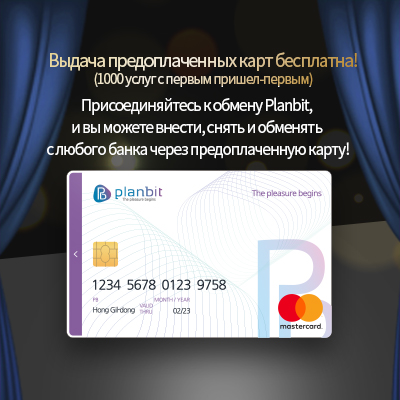 Выдача предоплаченных карт бесплатна!
(1000 услуг с первым пришел-первым)
Присоединяйтесь к обмену Planbit,
и вы можете внести, снять и обменять
с любого банка через предоплаченную карту!
planbit
The pleasure begins
The pleasure begins
1234 5678 0123 9758
MONTH / YEAR
Hong GilHdong
VALID
THRU
02/23
mastercard.